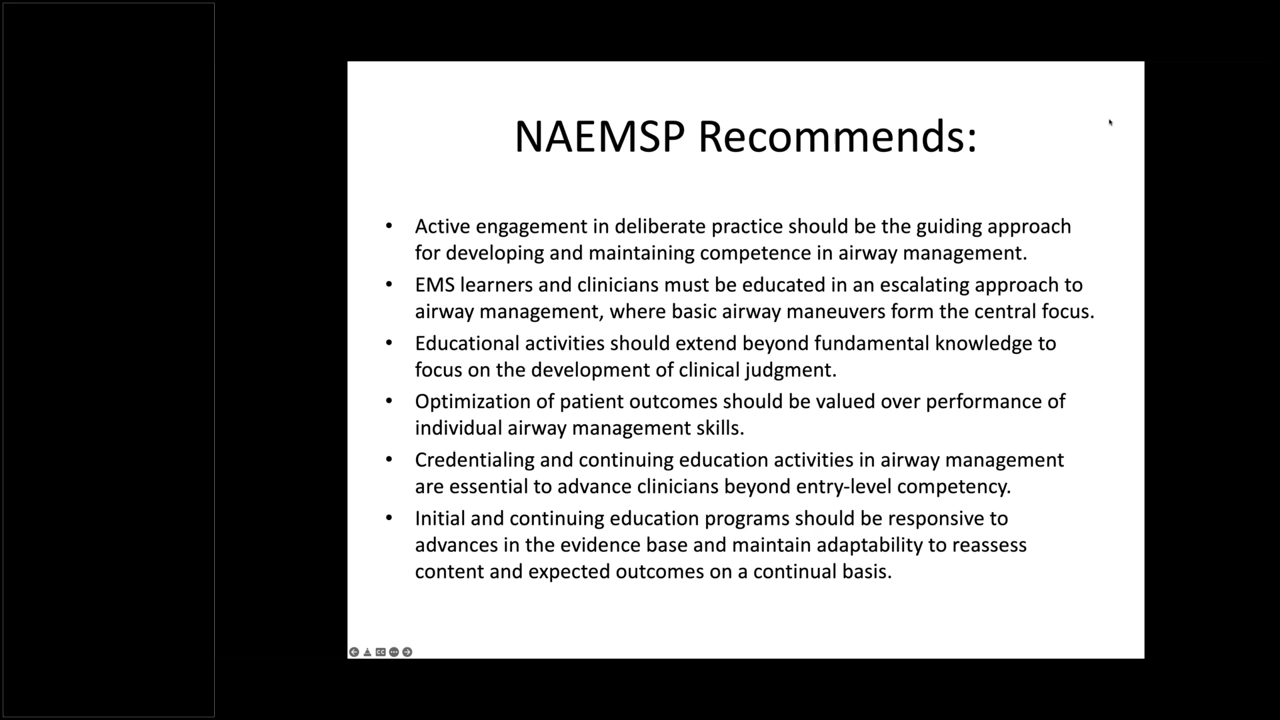 NAEMSP Recommends:
• Active engagement in deliberate practice should be the guiding approach
for developing and maintaining competence in airway management.
• EMS learners and clinicians must be educated in an escalating approach to
airway management, where basic airway maneuvers form the central focus.
• Educational activities should extend beyond fundamental knowledge to
focus on the development of clinical judgment.
• Optimization of patient outcomes should be valued over performance of
individual airway management skills.
• Credentialing and continuing education activities in airway management
are essential to advance clinicians beyond entry-level competency.
• Initial and continuing education programs should be responsive to
advances in the evidence base and maintain adaptability to reassess
content and expected outcomes on a continual basis.